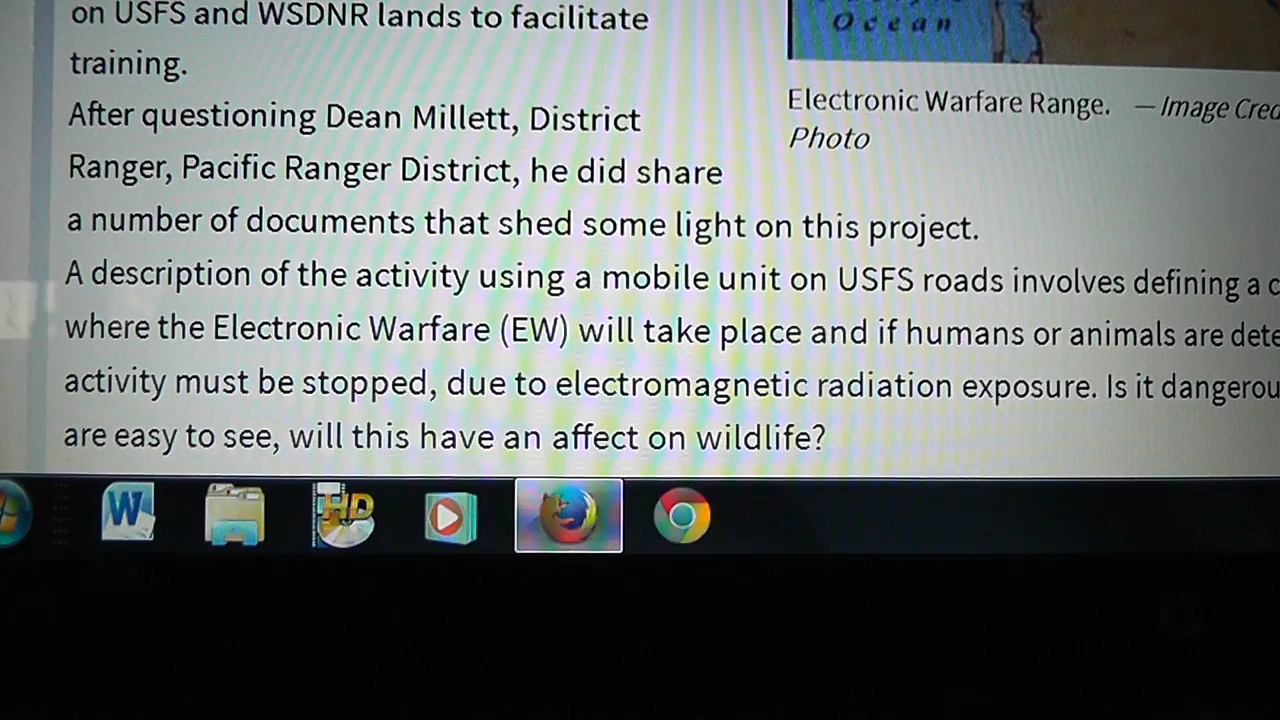 on USFS and WSDNR lands to facilitate
training.
After questioning Dean Millett, District
Ranger, Pacific Ranger District, he did share
a number of documents that shed some light on this project.
A description of the activity using a mobile unit on USFS roads involves defining a
where the Electronic Warfare (EW) will take place and if humans or animals are
activity must be stopped, due to electromagnetic radiation exposure. Is it
are easy to see, will this have an affect on wildlife?
Ocean
Electronic Warfare Range. — Image
Photo
W
HD